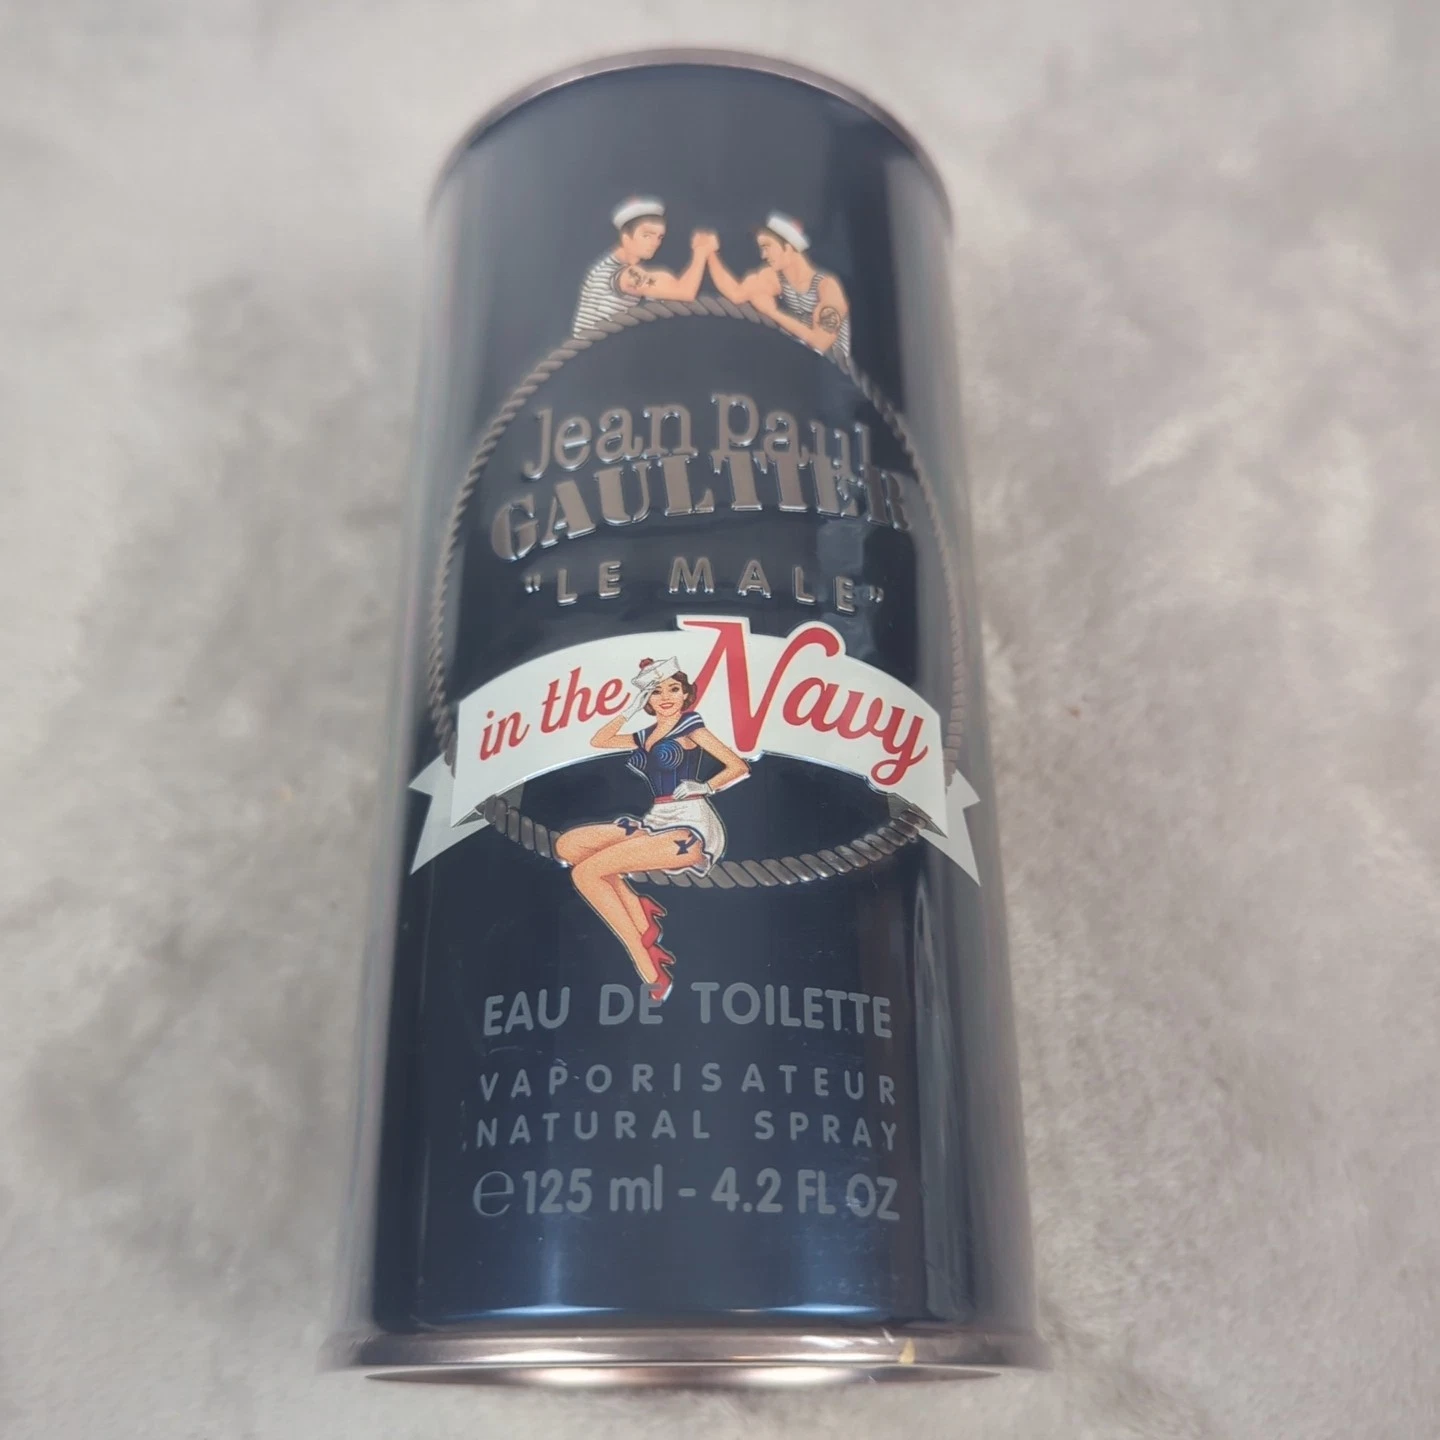 Jean Paul
GAULTIER
"LE MALE"
in the Navy
EAU DE TOILETTE
VAPORISATEUR
NATURAL SPRAY
℮ 125 ml - 4.2 FL OZ